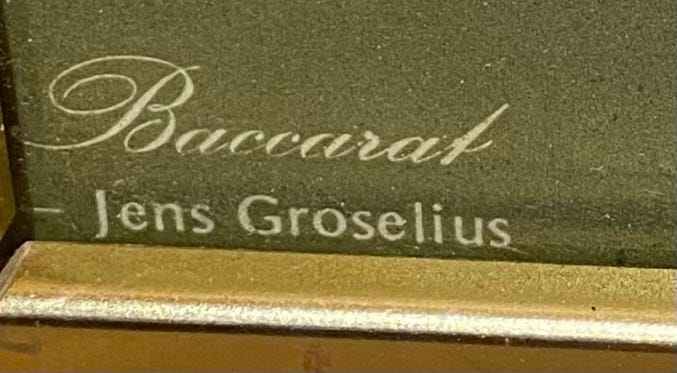 Baccarat
– Jens Groselius